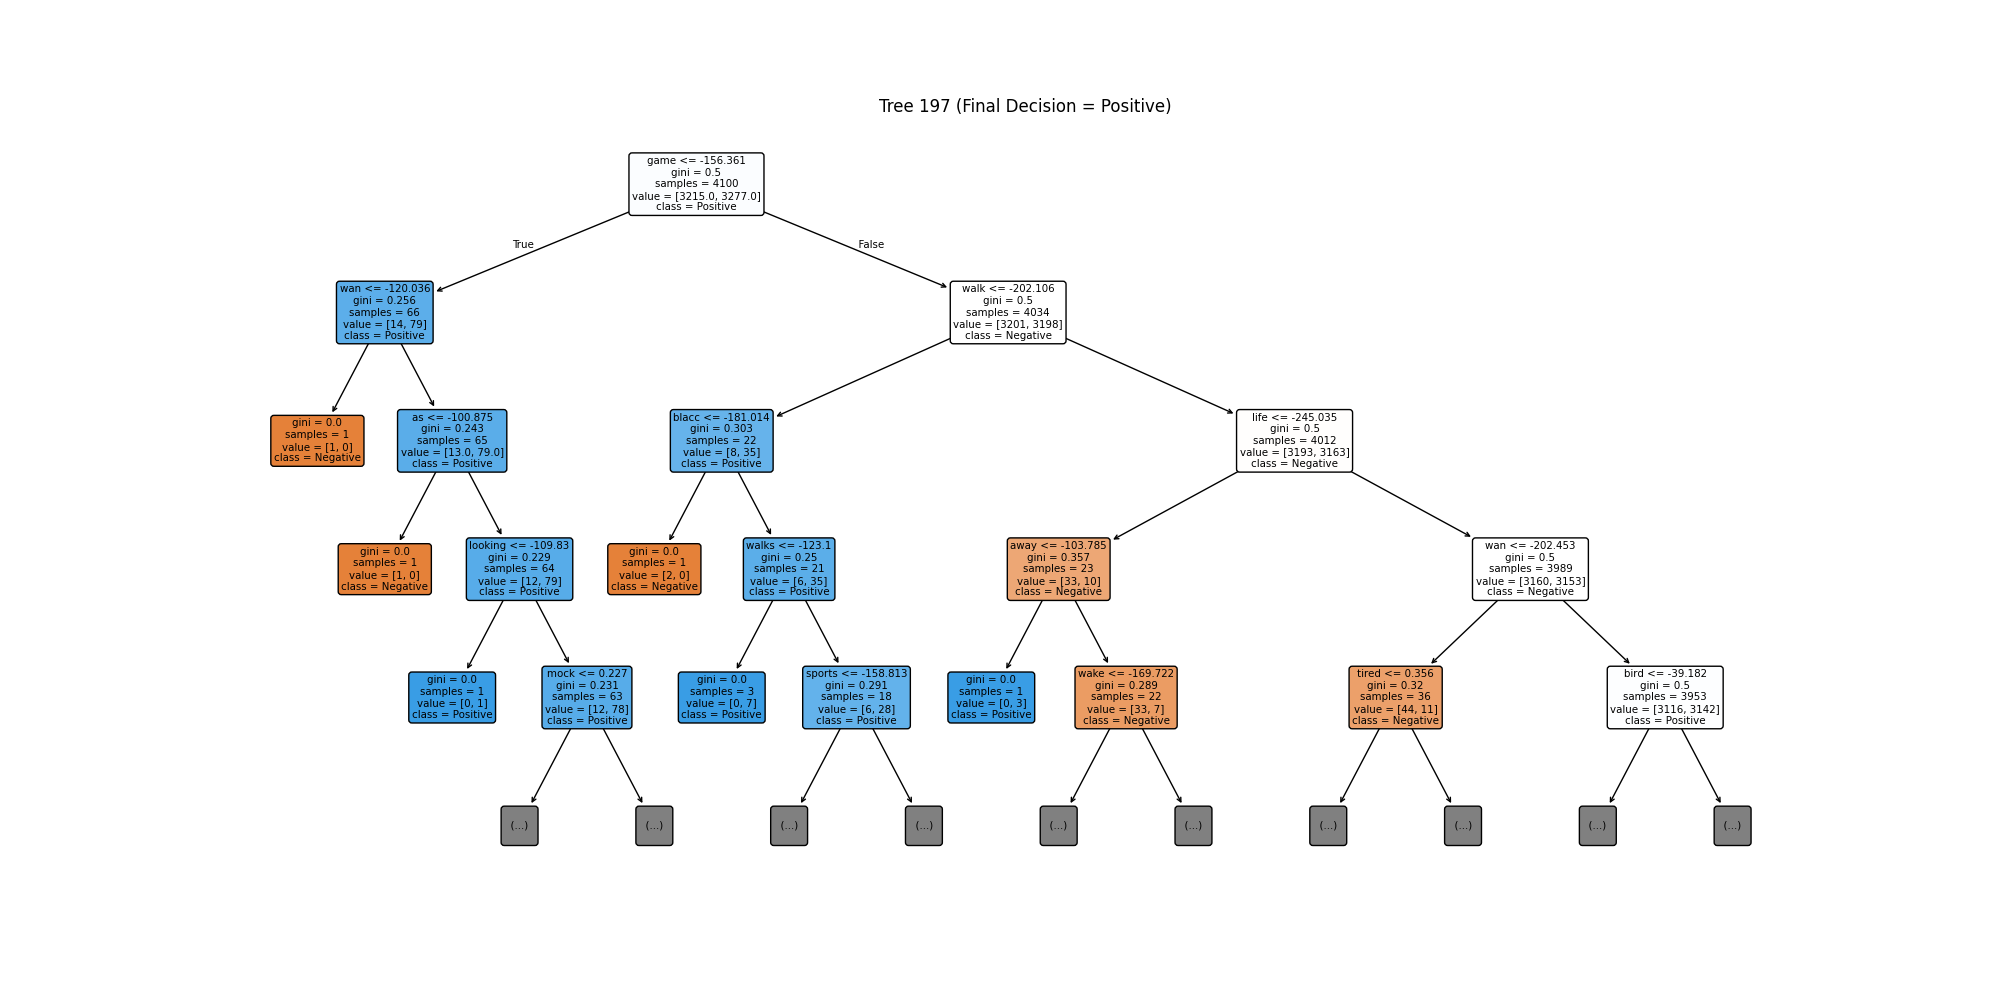 Tree 197 (Final Decision = Positive)
game <= -156.361
gini = 0.5
samples = 4100
value = [3215.0, 3277.0]
class = Positive
True
False
wan <= -120.036
gini = 0.256
samples = 66
value = [14, 79]
class = Positive
walk <= -202.106
gini = 0.5
samples = 4034
value = [3201, 3198]
class = Negative
gini = 0.0
samples = 1
value = [1, 0]
class = Negative
as <= -100.875
gini = 0.243
samples = 65
value = [13.0, 79.0]
class = Positive
blacc <= -181.014
gini = 0.303
samples = 22
value = [8, 35]
class = Positive
life <= -245.035
gini = 0.5
samples = 4012
value = [3193, 3163]
class = Negative
gini = 0.0
samples = 1
value = [1, 0]
class = Negative
looking <= -109.83
gini = 0.229
samples = 64
value = [12, 79]
class = Positive
gini = 0.0
samples = 1
value = [2, 0]
class = Negative
walks <= -123.1
gini = 0.25
samples = 21
value = [6, 35]
class = Positive
away <= -103.785
gini = 0.357
samples = 23
value = [33, 10]
class = Negative
wan <= -202.453
gini = 0.5
samples = 3989
value = [3160, 3153]
class = Negative
gini = 0.0
samples = 1
value = [0, 1]
class = Positive
mock <= 0.227
gini = 0.231
samples = 63
value = [12, 78]
class = Positive
gini = 0.0
samples = 3
value = [0, 7]
class = Positive
sports <= -158.813
gini = 0.291
samples = 18
value = [6, 28]
class = Positive
gini = 0.0
samples = 1
value = [0, 3]
class = Positive
wake <= -169.722
gini = 0.289
samples = 22
value = [33, 7]
class = Negative
tired <= 0.356
gini = 0.32
samples = 36
value = [44, 11]
class = Negative
bird <= -39.182
gini = 0.5
samples = 3953
value = [3116, 3142]
class = Positive
(...)
(...)
(...)
(...)
(...)
(...)
(...)
(...)
(...)
(...)